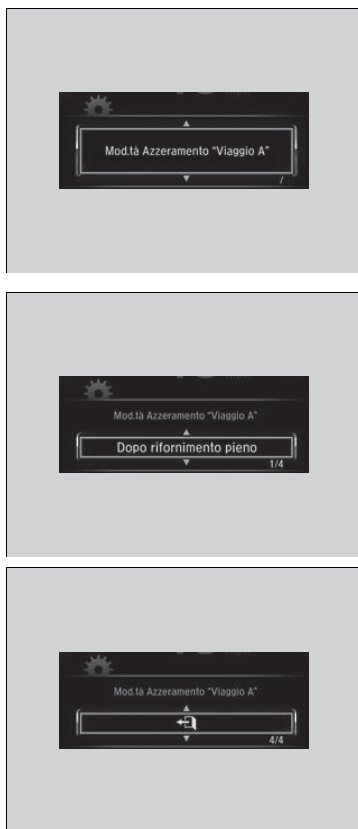 Mod.tà Azzeramento "Viaggio A"
/
Mod.tà Azzeramento "Viaggio A"
Dopo rifornimento pieno
1/4
Mod.tà Azzeramento "Viaggio A"
4/4